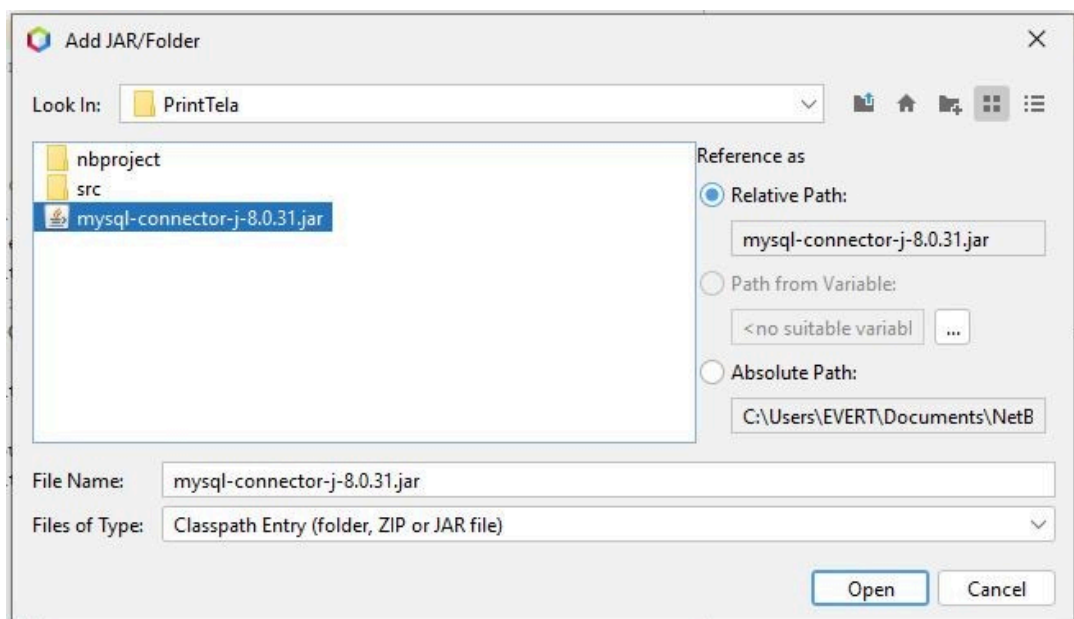 Add JAR/Folder
Look In: PrintTela
nbproject
src
mysql-connector-j-8.0.31.jar
Reference as
Relative Path:
mysql-connector-j-8.0.31.jar
Path from Variable:
<no suitable variabl ...
Absolute Path:
C:\Users\EVERT\Documents\NetB
File Name: mysql-connector-j-8.0.31.jar
Files of Type: Classpath Entry (folder, ZIP or JAR file)
Open Cancel